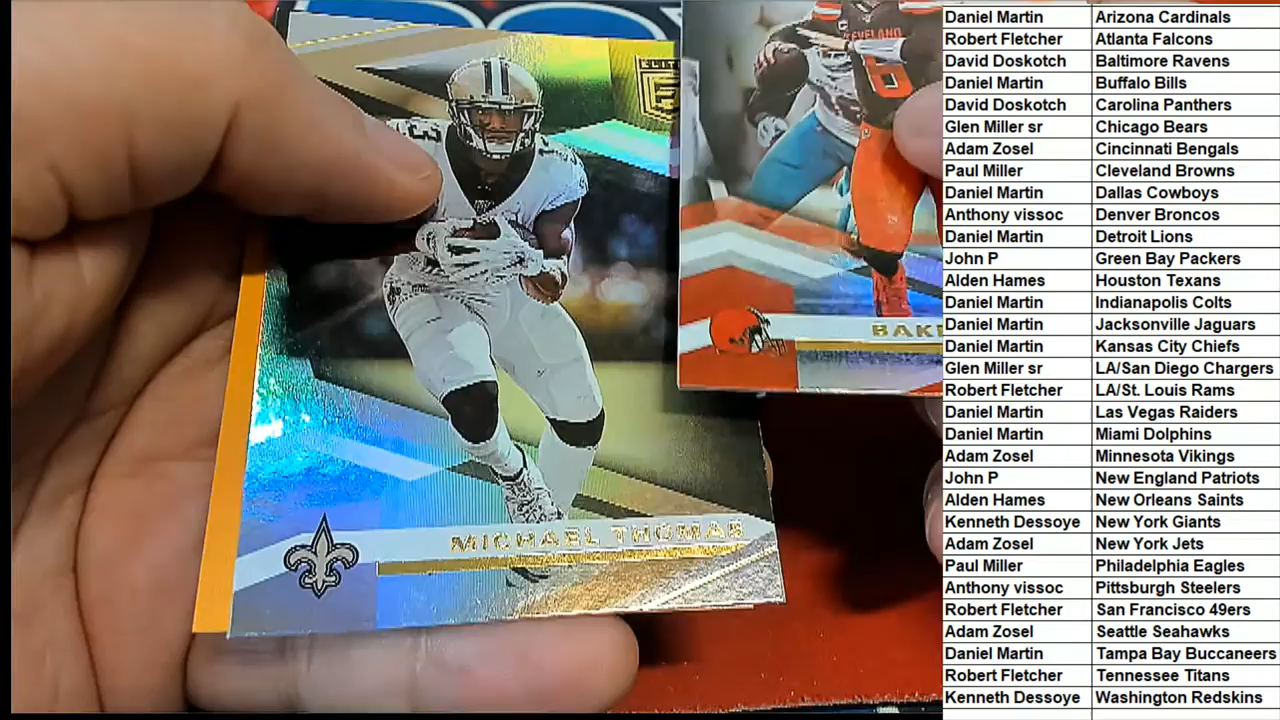 ELITE
13
CLEVELAND
6
BAKE
MICHAEL THOMAS
Daniel Martin Arizona Cardinals
Robert Fletcher Atlanta Falcons
David Doskotch Baltimore Ravens
Daniel Martin Buffalo Bills
David Doskotch Carolina Panthers
Glen Miller sr Chicago Bears
Adam Zosel Cincinnati Bengals
Paul Miller Cleveland Browns
Daniel Martin Dallas Cowboys
Anthony vissoc Denver Broncos
Daniel Martin Detroit Lions
John P Green Bay Packers
Alden Hames Houston Texans
Daniel Martin Indianapolis Colts
Daniel Martin Jacksonville Jaguars
Daniel Martin Kansas City Chiefs
Glen Miller sr LA/San Diego Chargers
Robert Fletcher LA/St. Louis Rams
Daniel Martin Las Vegas Raiders
Daniel Martin Miami Dolphins
Adam Zosel Minnesota Vikings
John P New England Patriots
Alden Hames New Orleans Saints
Kenneth Dessoye New York Giants
Adam Zosel New York Jets
Paul Miller Philadelphia Eagles
Anthony vissoc Pittsburgh Steelers
Robert Fletcher San Francisco 49ers
Adam Zosel Seattle Seahawks
Daniel Martin Tampa Bay Buccaneers
Robert Fletcher Tennessee Titans
Kenneth Dessoye Washington Redskins